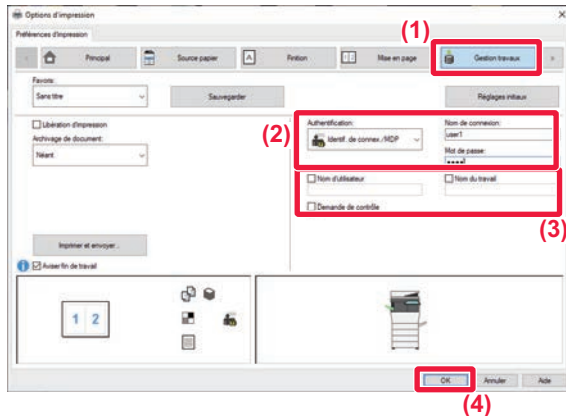 Options d'impression
Préférences d'impression
(1)
Principal
Source papier
A
Finition
1 2
Mise en page
Gestion travaux
Favoris:
Sans titre
Sauvegarder
Réglages initiaux
Libération d'impression
Archivage de document:
Néant
(2)
Authentification:
Identif. de connex./MDP
Nom de connexion:
user1
Mot de passe:
Nom d'utilisateur
Nom du travail
Demande de contrôle
(3)
Imprimer et envoyer...
Aviser fin de travail
1 2
OK
Annuler
Aide
(4)